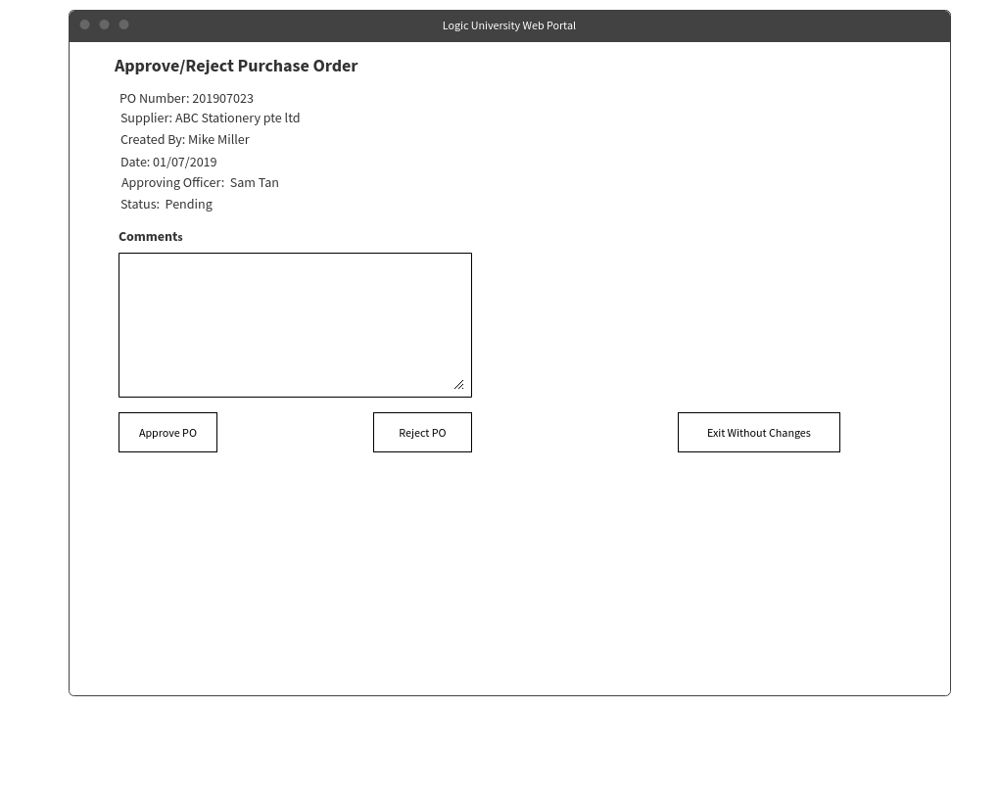 Logic University Web Portal
Approve/Reject Purchase Order
PO Number: 201907023
Supplier: ABC Stationery pte ltd
Created By: Mike Miller
Date: 01/07/2019
Approving Officer:  Sam Tan
Status:  Pending
Comments
Approve PO
Reject PO
Exit Without Changes